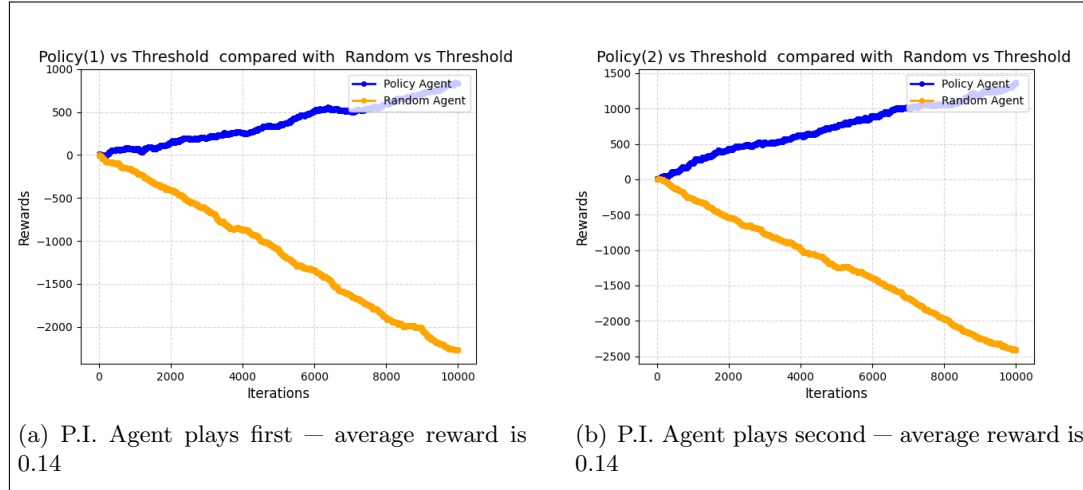 Policy(1) vs Threshold  compared with  Random vs Threshold
1000
500
0
−500
−1000
−1500
−2000
Rewards
Policy Agent
Random Agent
0 2000 4000 6000 8000 10000
Iterations
(a) P.I. Agent plays first — average reward is
0.14
Policy(2) vs Threshold  compared with  Random vs Threshold
1500
1000
500
0
−500
−1000
−1500
−2000
−2500
Rewards
Policy Agent
Random Agent
0 2000 4000 6000 8000 10000
Iterations
(b) P.I. Agent plays second — average reward is
0.14